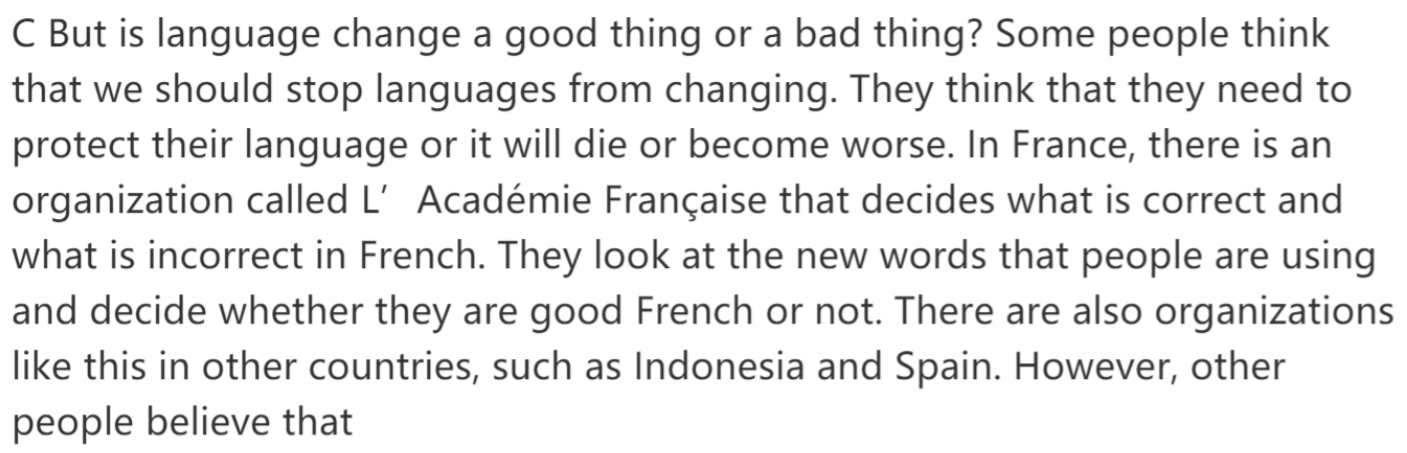 C But is language change a good thing or a bad thing? Some people think
that we should stop languages from changing. They think that they need to
protect their language or it will die or become worse. In France, there is an
organization called L′ Académie Française that decides what is correct and
what is incorrect in French. They look at the new words that people are using
and decide whether they are good French or not. There are also organizations
like this in other countries, such as Indonesia and Spain. However, other
people believe that